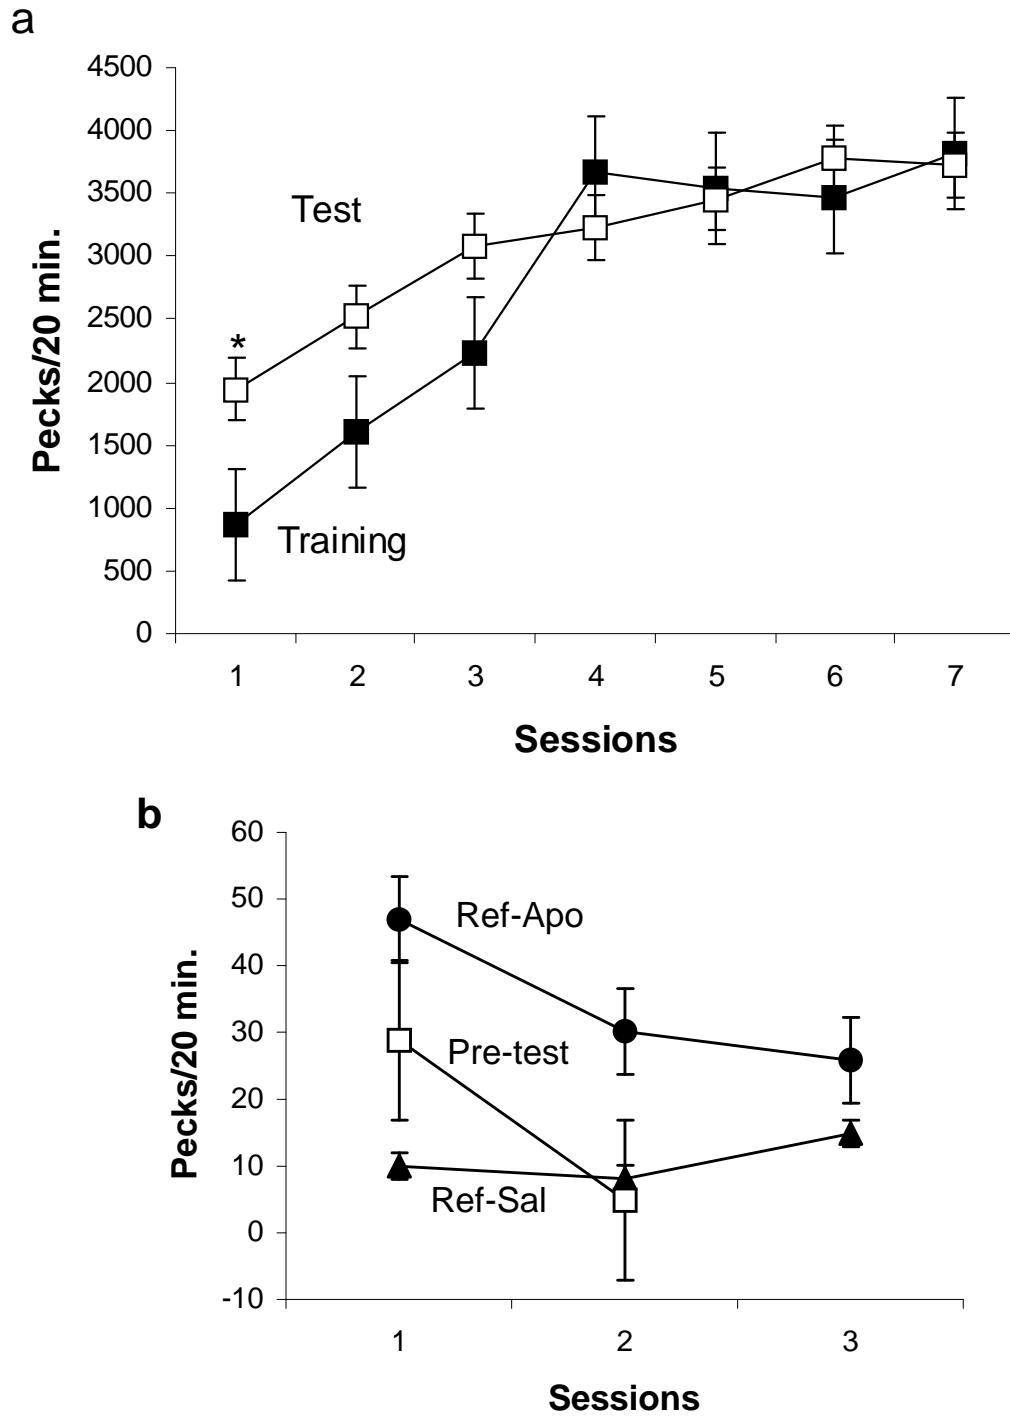 a
4500
4000
3500
3000
2500
2000
1500
1000
500
0
Pecks/20 min.
Test
*
Training
1 2 3 4 5 6 7
Sessions
b
60
50
40
30
20
10
0
-10
Pecks/20 min.
Ref-Apo
Pre-test
Ref-Sal
1 2 3
Sessions